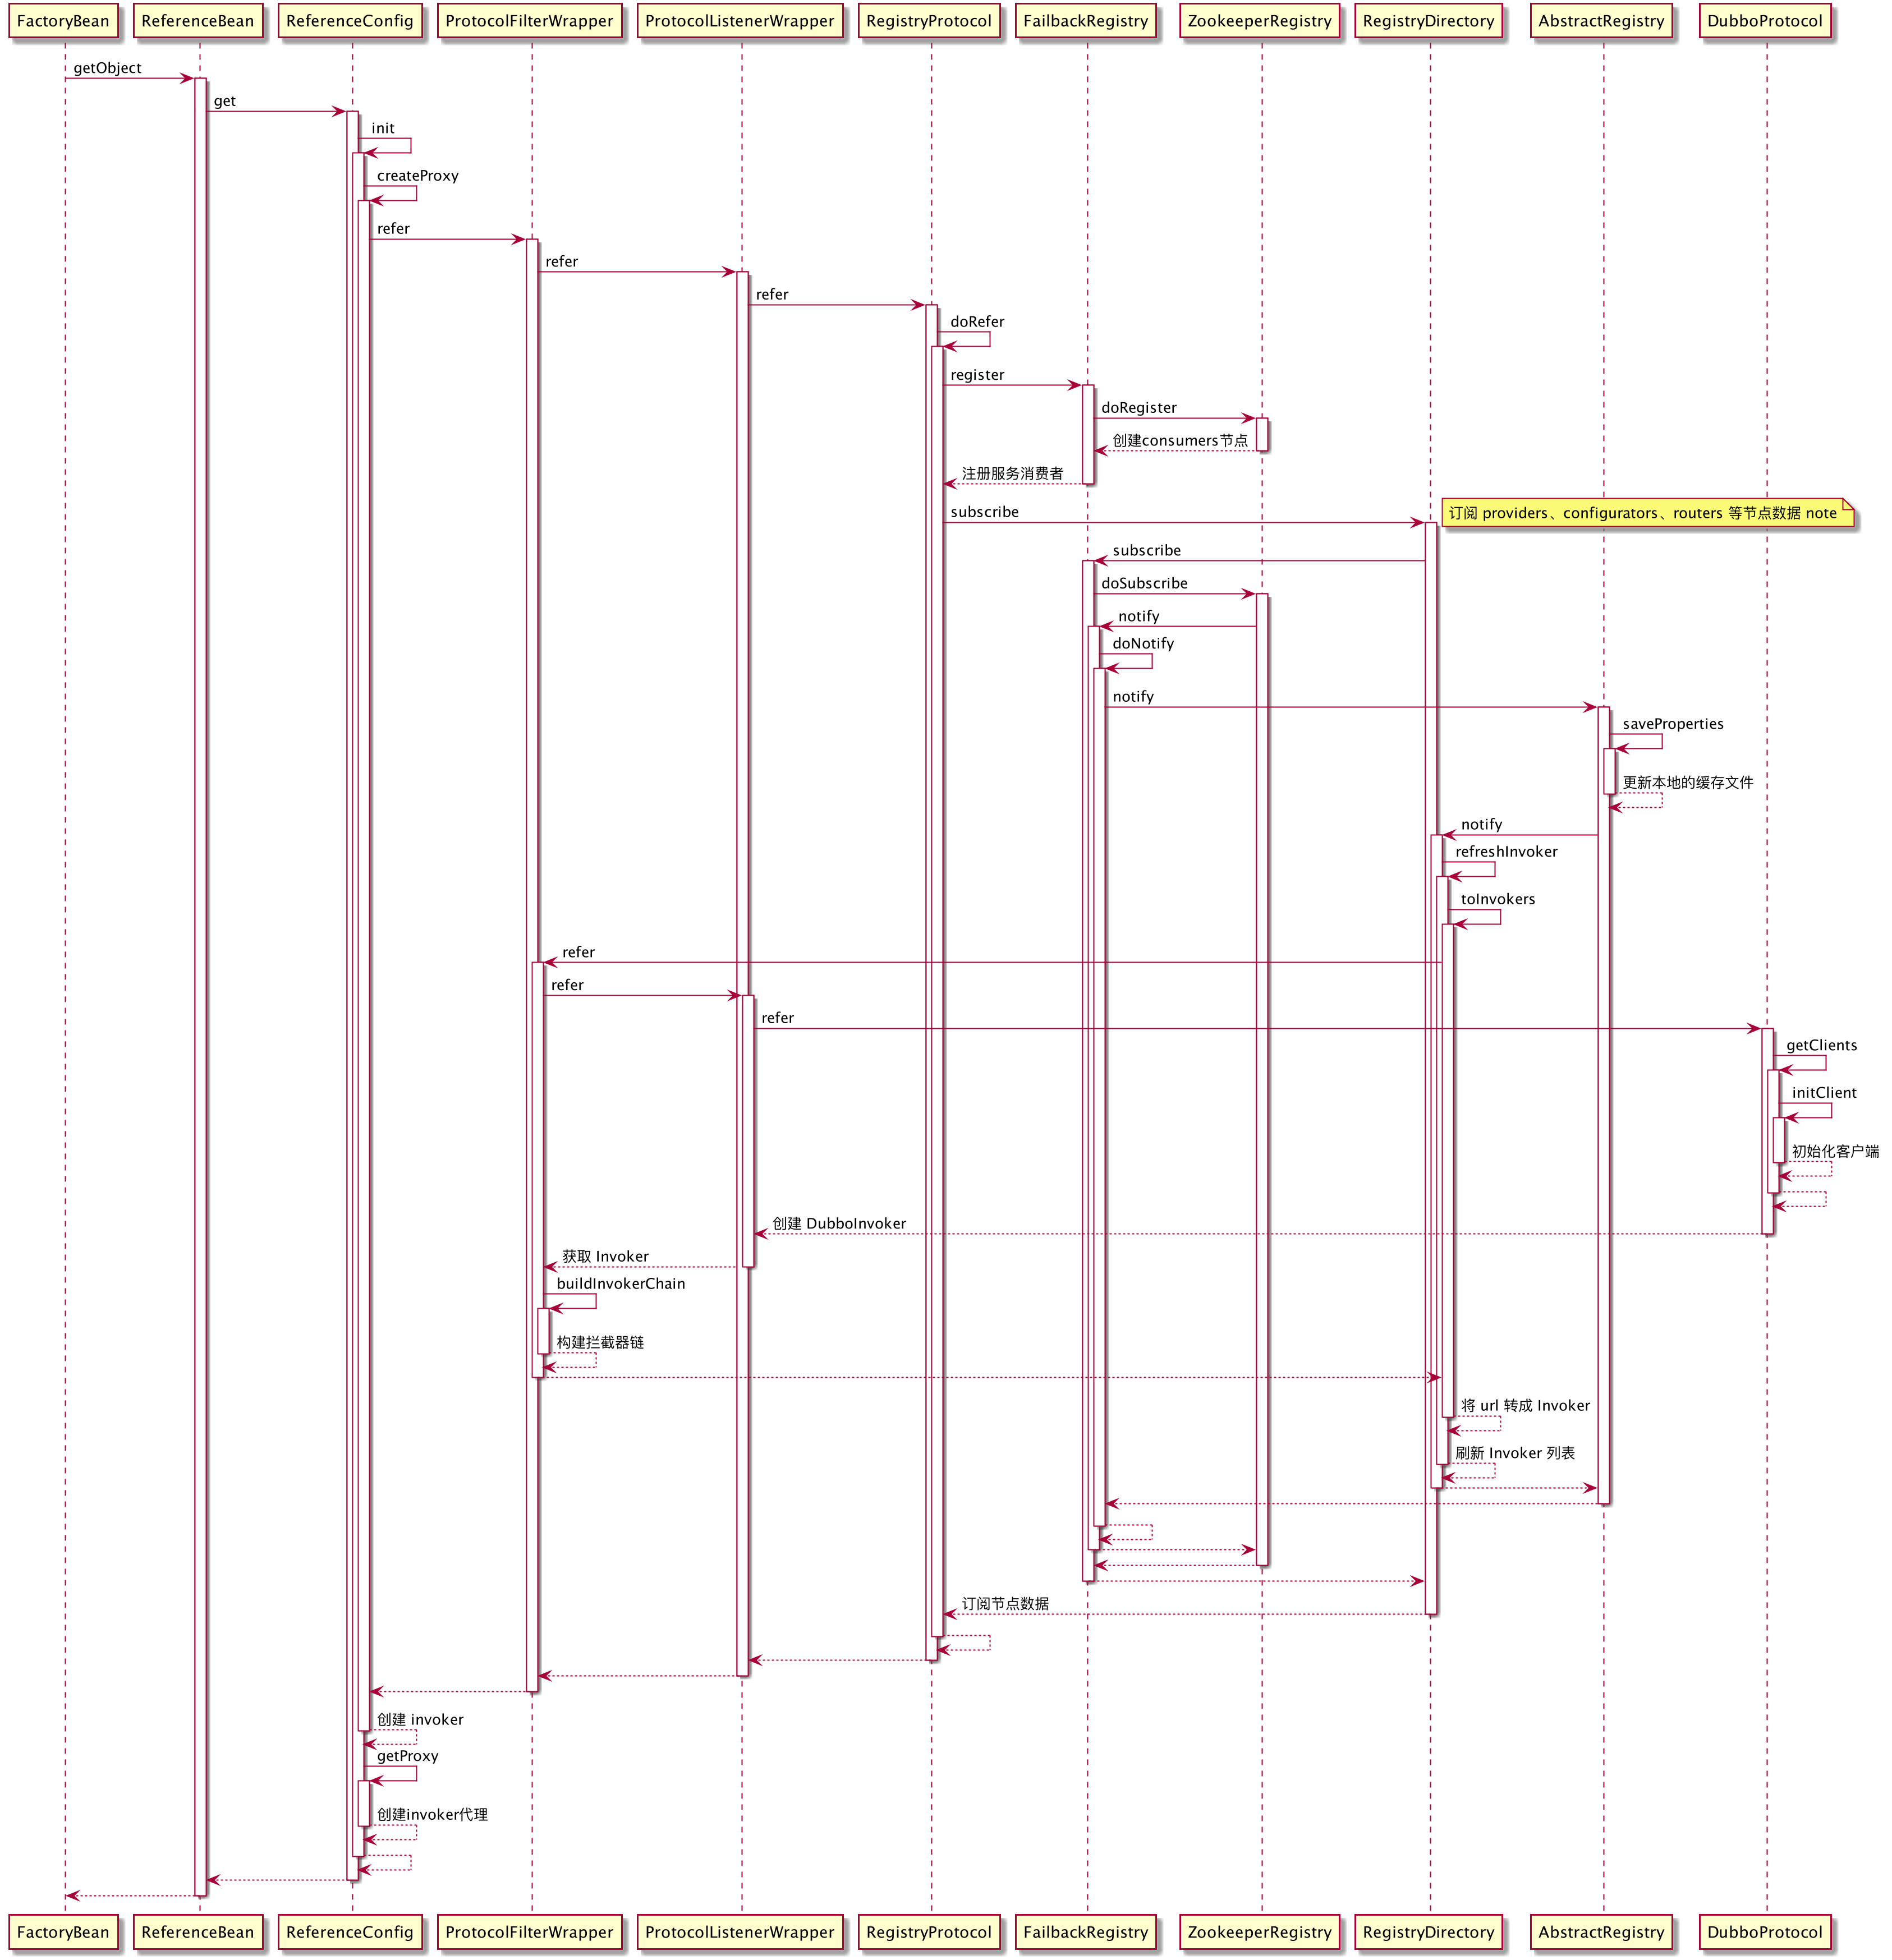 FactoryBean
ReferenceBean
ReferenceConfig
ProtocolFilterWrapper
ProtocolListenerWrapper
RegistryProtocol
FailbackRegistry
ZookeeperRegistry
RegistryDirectory
AbstractRegistry
DubboProtocol
getObject
get
init
createProxy
refer
refer
refer
doRefer
register
doRegister
创建consumers节点
注册服务消费者
subscribe
订阅 providers、configurators、routers 等节点数据 note
subscribe
doSubscribe
notify
doNotify
notify
saveProperties
更新本地的缓存文件
notify
refreshInvoker
toInvokers
refer
refer
refer
getClients
initClient
初始化客户端
创建 DubboInvoker
获取 Invoker
buildInvokerChain
构建拦截器链
将 url 转成 Invoker
刷新 Invoker 列表
订阅节点数据
创建 invoker
getProxy
创建invoker代理
FactoryBean
ReferenceBean
ReferenceConfig
ProtocolFilterWrapper
ProtocolListenerWrapper
RegistryProtocol
FailbackRegistry
ZookeeperRegistry
RegistryDirectory
AbstractRegistry
DubboProtocol